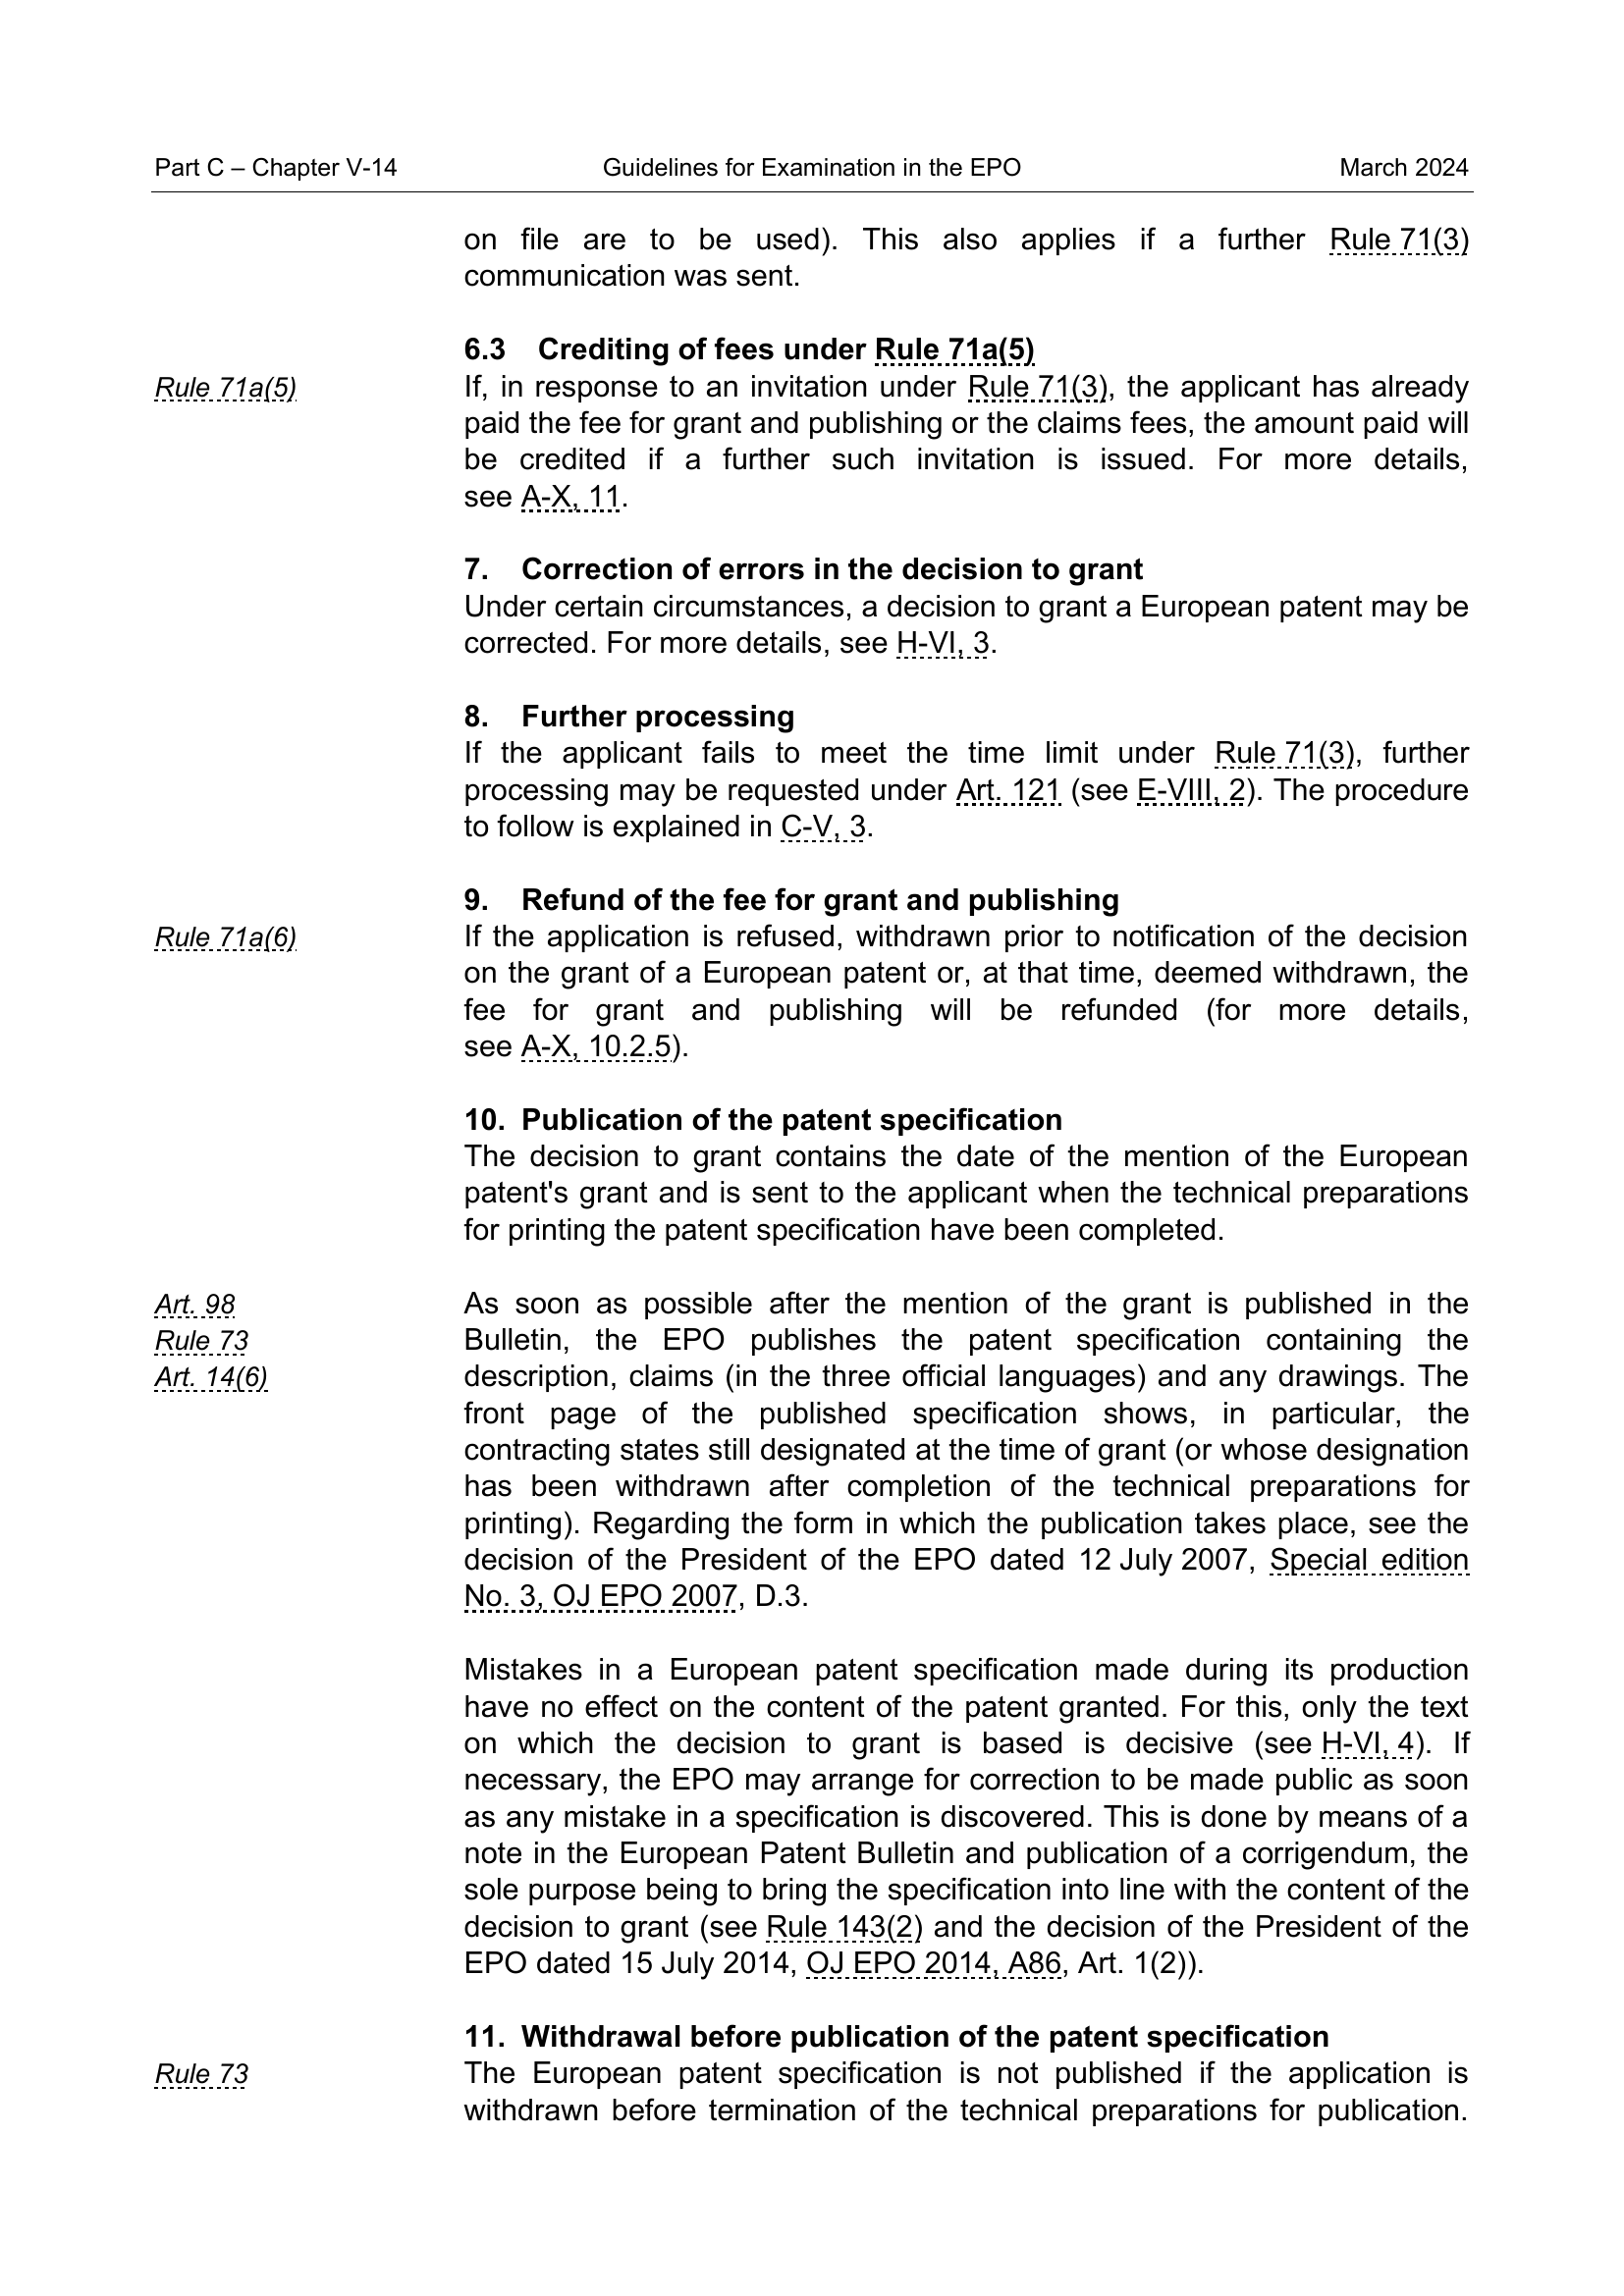 Part C – Chapter V-14 Guidelines for Examination in the EPO March 2024
on file are to be used). This also applies if a further Rule 71(3)
communication was sent.
6.3 Crediting of fees under Rule 71a(5)
Rule 71a(5)
If, in response to an invitation under Rule 71(3), the applicant has already
paid the fee for grant and publishing or the claims fees, the amount paid will
be credited if a further such invitation is issued. For more details,
see A-X, 11.
7. Correction of errors in the decision to grant
Under certain circumstances, a decision to grant a European patent may be
corrected. For more details, see H-VI, 3.
8. Further processing
If the applicant fails to meet the time limit under Rule 71(3), further
processing may be requested under Art. 121 (see E-VIII, 2). The procedure
to follow is explained in C-V, 3.
9. Refund of the fee for grant and publishing
Rule 71a(6)
If the application is refused, withdrawn prior to notification of the decision
on the grant of a European patent or, at that time, deemed withdrawn, the
fee for grant and publishing will be refunded (for more details,
see A-X, 10.2.5).
10. Publication of the patent specification
The decision to grant contains the date of the mention of the European
patent's grant and is sent to the applicant when the technical preparations
for printing the patent specification have been completed.
Art. 98
Rule 73
Art. 14(6)
As soon as possible after the mention of the grant is published in the
Bulletin, the EPO publishes the patent specification containing the
description, claims (in the three official languages) and any drawings. The
front page of the published specification shows, in particular, the
contracting states still designated at the time of grant (or whose designation
has been withdrawn after completion of the technical preparations for
printing). Regarding the form in which the publication takes place, see the
decision of the President of the EPO dated 12 July 2007, Special edition
No. 3, OJ EPO 2007, D.3.
Mistakes in a European patent specification made during its production
have no effect on the content of the patent granted. For this, only the text
on which the decision to grant is based is decisive (see H-VI, 4). If
necessary, the EPO may arrange for correction to be made public as soon
as any mistake in a specification is discovered. This is done by means of a
note in the European Patent Bulletin and publication of a corrigendum, the
sole purpose being to bring the specification into line with the content of the
decision to grant (see Rule 143(2) and the decision of the President of the
EPO dated 15 July 2014, OJ EPO 2014, A86, Art. 1(2)).
11. Withdrawal before publication of the patent specification
Rule 73
The European patent specification is not published if the application is
withdrawn before termination of the technical preparations for publication.